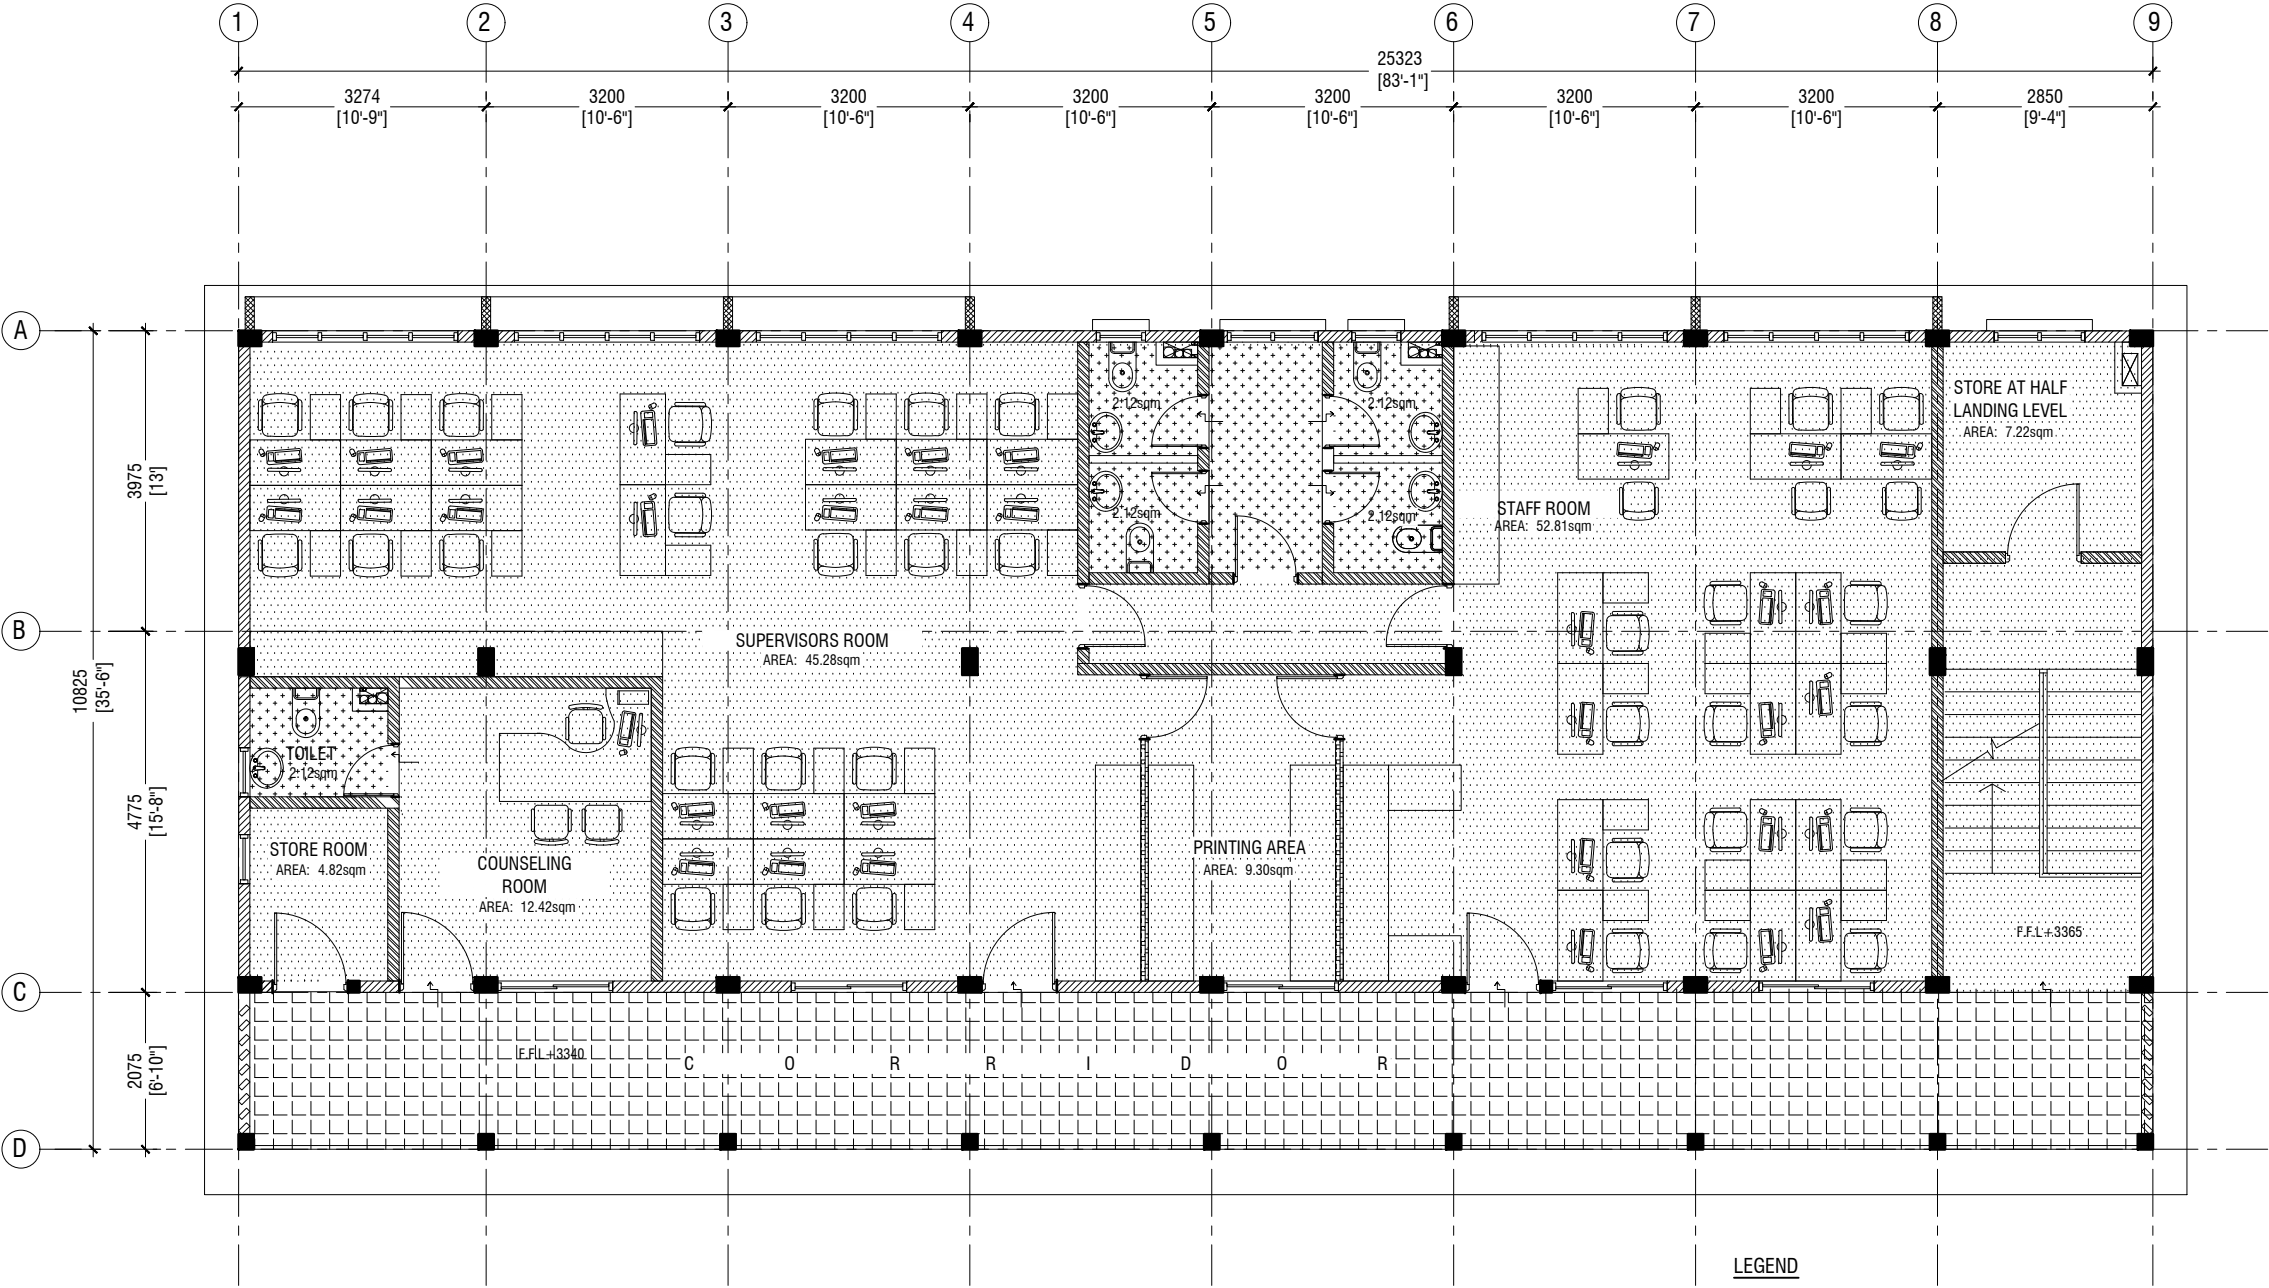 1 2 3 4 5 6 7 8 9
25323
[83'-1"]
3274 3200 3200 3200 3200 3200 3200 2850
[10'-9"] [10'-6"] [10'-6"] [10'-6"] [10'-6"] [10'-6"] [10'-6"] [9'-4"]
A
STORE AT HALF
LANDING LEVEL
AREA: 7.22sqm
2.12sqm 2.12sqm
3975
[13']
STAFF ROOM
AREA: 52.81sqm
2.12sqm 2.12sqm
B
SUPERVISORS ROOM
AREA: 45.28sqm
10825
[35'-6"]
TOILET
2.12sqm
4775
[15'-8"]
STORE ROOM
AREA: 4.82sqm
COUNSELING
ROOM
AREA: 12.42sqm
PRINTING AREA
AREA: 9.30sqm
F.F.L+3365
C
F.F.L+3340
C O R R I D O R
2075
[6'-10"]
D
LEGEND